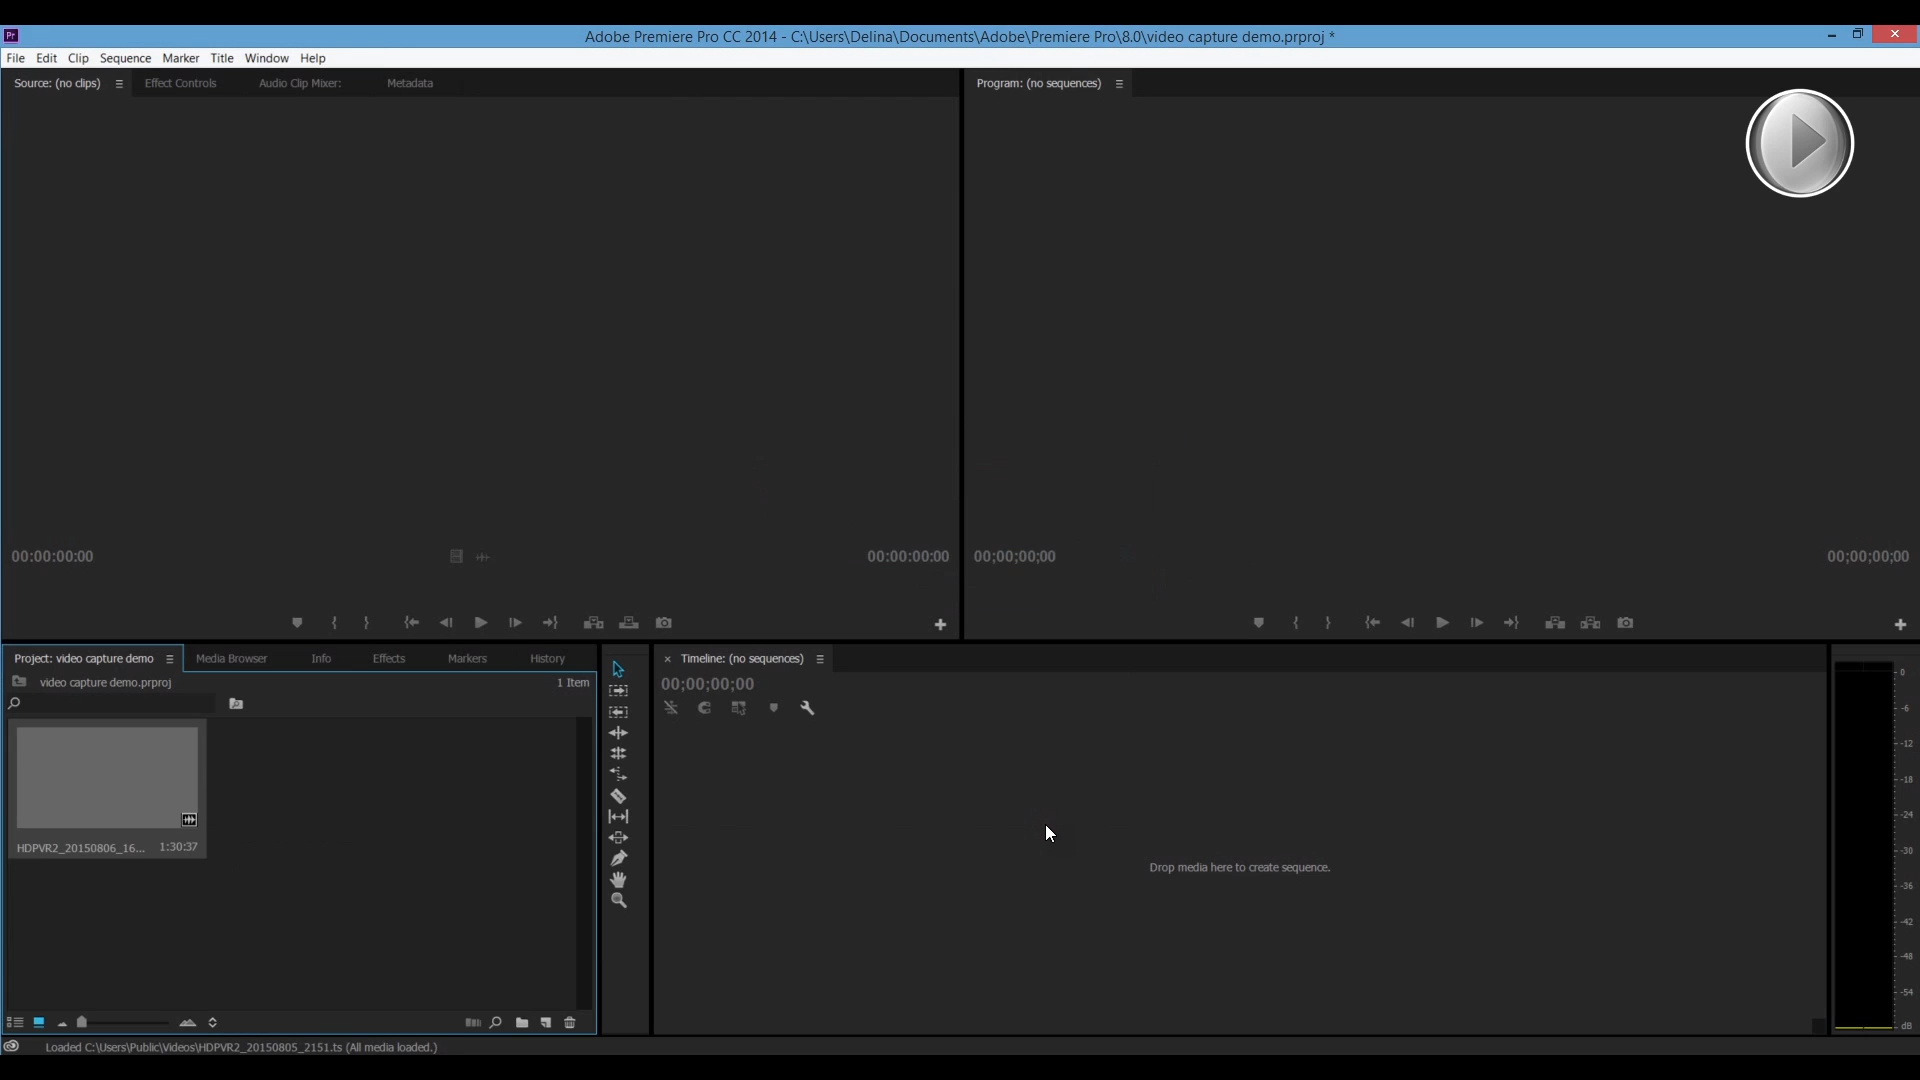 Pr Adobe Premiere Pro CC 2014 - C:\Users\Delina\Documents\Adobe\Premiere Pro\8.0\video capture demo.prproj *
File Edit Clip Sequence Marker Title Window Help
Source: (no clips) Effect Controls Audio Clip Mixer: Metadata
Program: (no sequences)
00:00:00:00 00:00:00:00
00;00;00;00 00;00;00;00
Project: video capture demo Media Browser Info Effects Markers History
video capture demo.prproj 1 Item
HDPVR2_20150806_16... 1:30:37
× Timeline: (no sequences)
00;00;00;00
Drop media here to create sequence.
0
-6
-12
-18
-24
-30
-36
-42
-48
-54
dB
Loaded C:\Users\Public\Videos\HDPVR2_20150805_2151.ts (All media loaded.)